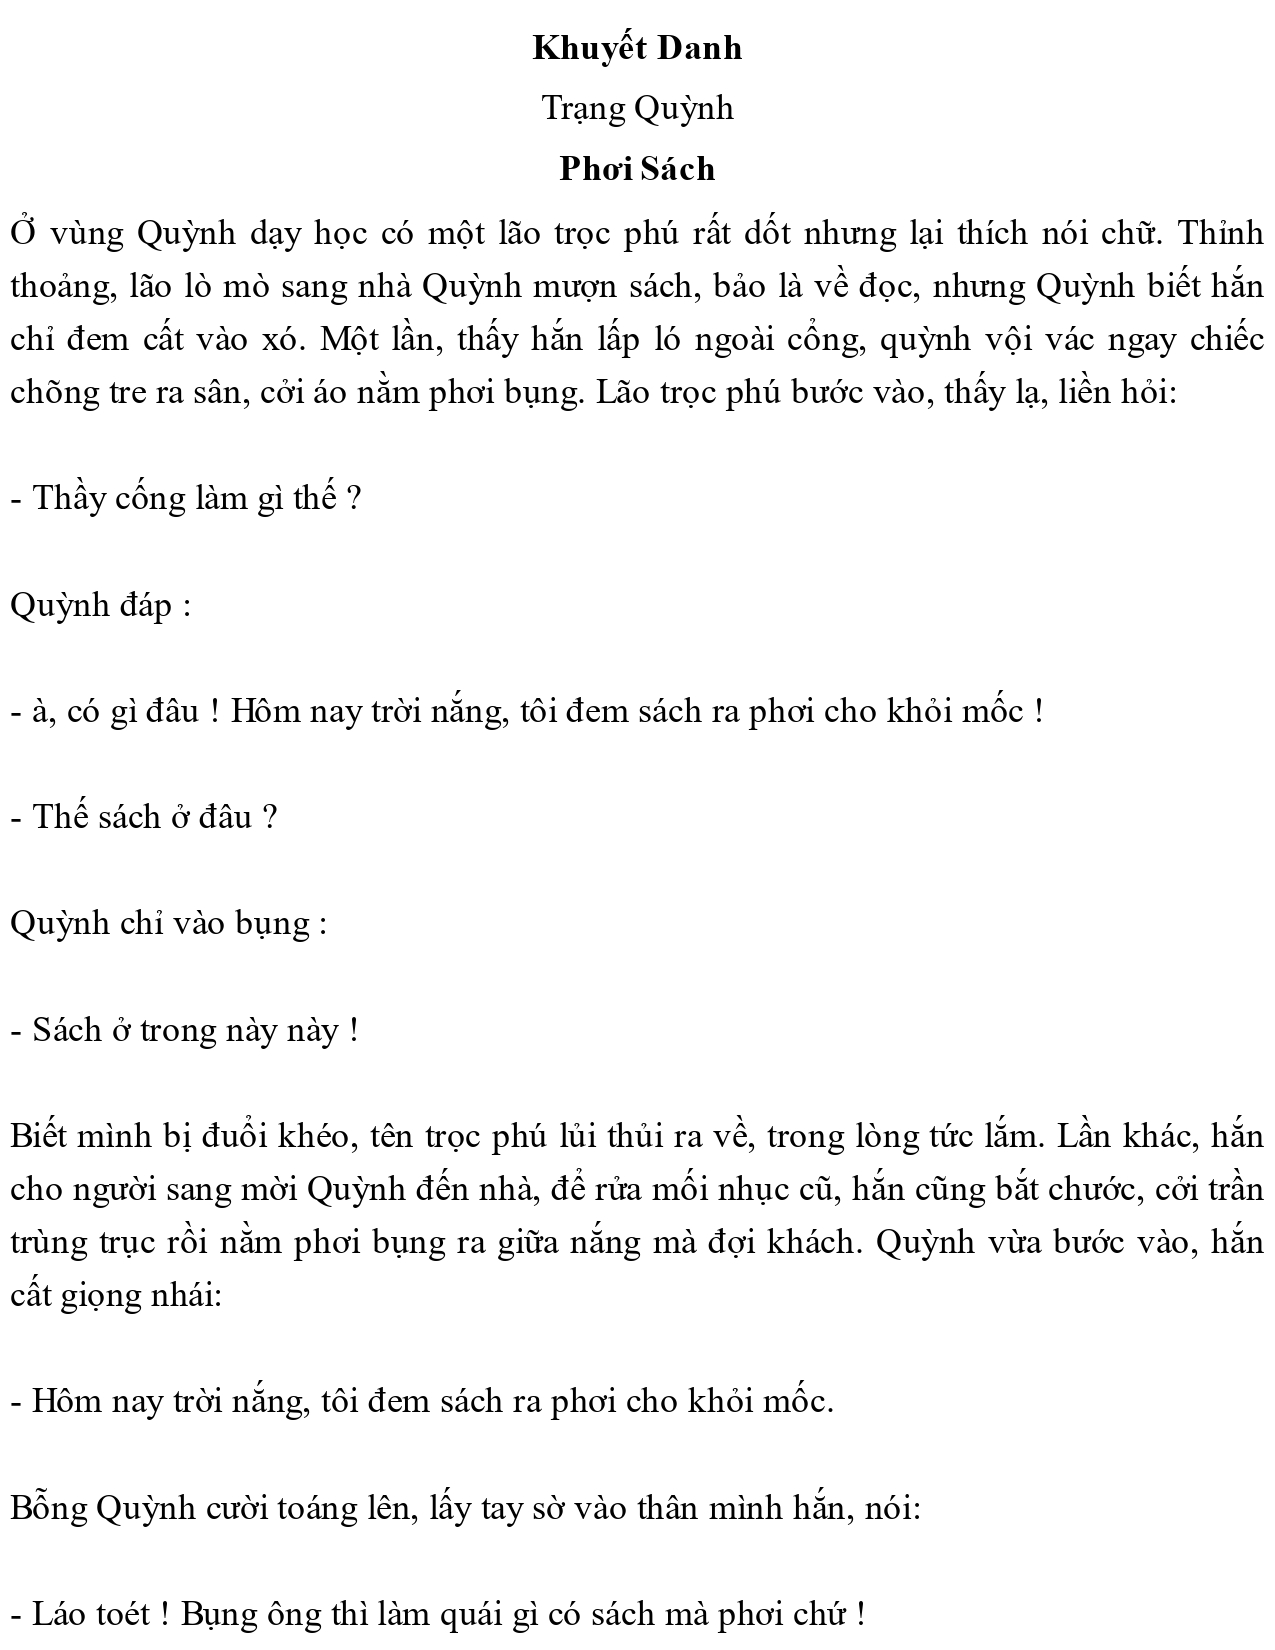 Khuyết Danh
Trạng Quỳnh
Phơi Sách
Ở vùng Quỳnh dạy học có một lão trọc phú rất dốt nhưng lại thích nói chữ. Thỉnh
thoảng, lão lò mò sang nhà Quỳnh mượn sách, bảo là về đọc, nhưng Quỳnh biết hắn
chỉ đem cất vào xó. Một lần, thấy hắn lấp ló ngoài cổng, quỳnh vội vác ngay chiếc
chõng tre ra sân, cởi áo nằm phơi bụng. Lão trọc phú bước vào, thấy lạ, liền hỏi:
- Thầy cống làm gì thế ?
Quỳnh đáp :
- à, có gì đâu ! Hôm nay trời nắng, tôi đem sách ra phơi cho khỏi mốc !
- Thế sách ở đâu ?
Quỳnh chỉ vào bụng :
- Sách ở trong này này !
Biết mình bị đuổi khéo, tên trọc phú lủi thủi ra về, trong lòng tức lắm. Lần khác, hắn
cho người sang mời Quỳnh đến nhà, để rửa mối nhục cũ, hắn cũng bắt chước, cởi trần
trùng trục rồi nằm phơi bụng ra giữa nắng mà đợi khách. Quỳnh vừa bước vào, hắn
cất giọng nhái:
- Hôm nay trời nắng, tôi đem sách ra phơi cho khỏi mốc.
Bỗng Quỳnh cười toáng lên, lấy tay sờ vào thân mình hắn, nói:
- Láo toét ! Bụng ông thì làm quái gì có sách mà phơi chứ !